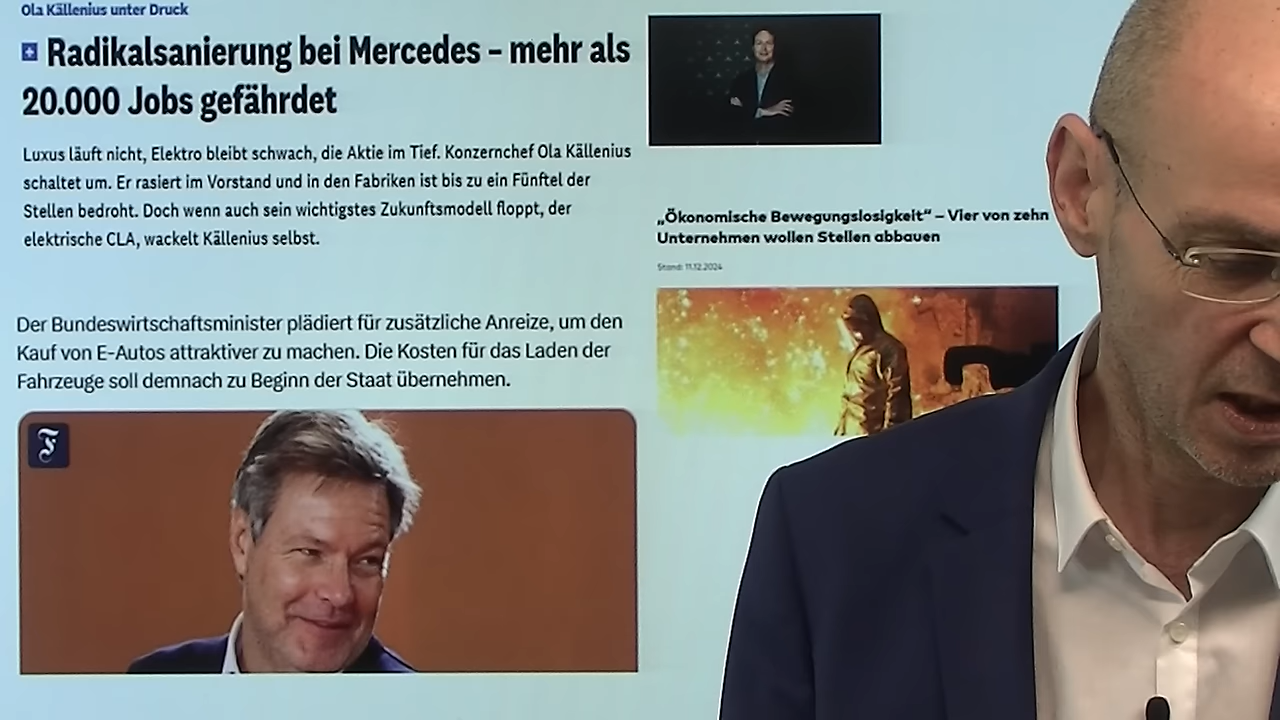 Ola Källenius unter Druck
Radikalsanierung bei Mercedes – mehr als
20.000 Jobs gefährdet
Luxus läuft nicht, Elektro bleibt schwach, die Aktie im Tief. Konzernchef Ola Källenius
schaltet um. Er rasiert im Vorstand und in den Fabriken ist bis zu ein Fünftel der
Stellen bedroht. Doch wenn auch sein wichtigstes Zukunftsmodell floppt, der
elektrische CLA, wackelt Källenius selbst.
Der Bundeswirtschaftsminister plädiert für zusätzliche Anreize, um den
Kauf von E-Autos attraktiver zu machen. Die Kosten für das Laden der
Fahrzeuge soll demnach zu Beginn der Staat übernehmen.
F
„Ökonomische Bewegungslosigkeit“ – Vier von zehn
Unternehmen wollen Stellen abbauen
Stand: 11.12.2024